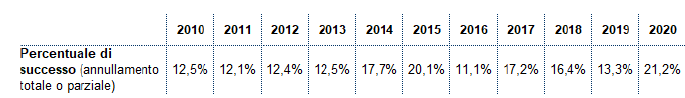 2010 2011 2012 2013 2014 2015 2016 2017 2018 2019 2020
Percentuale di
successo (annullamento 12,5% 12,1% 12,4% 12,5% 17,7% 20,1% 11,1% 17,2% 16,4% 13,3% 21,2%
totale o parziale)